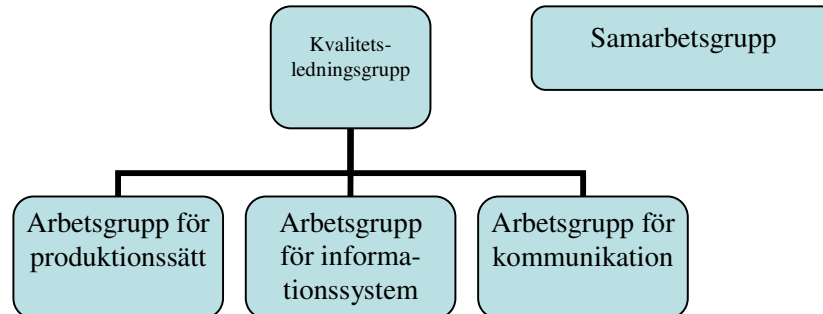 Kvalitets-
ledningsgrupp
Samarbetsgrupp
Arbetsgrupp för
produktionssätt
Arbetsgrupp
för informa-
tionssystem
Arbetsgrupp för
kommunikation